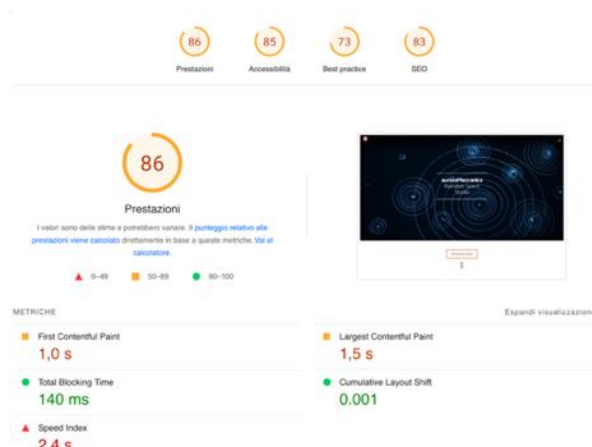 86 85 73 83
Prestazioni Accessibilità Best practice SEO
86
Prestazioni
I valori sono delle stime e potrebbero variare. Il punteggio relativo alle
prestazioni viene calcolato direttamente in base a queste metriche. Vai al
calcolatore.
0–49 50–89 90–100
METRICHE Espandi visualizzazione
First Contentful Paint
1,0 s
Largest Contentful Paint
1,5 s
Total Blocking Time
140 ms
Cumulative Layout Shift
0.001
Speed Index
2,4 s